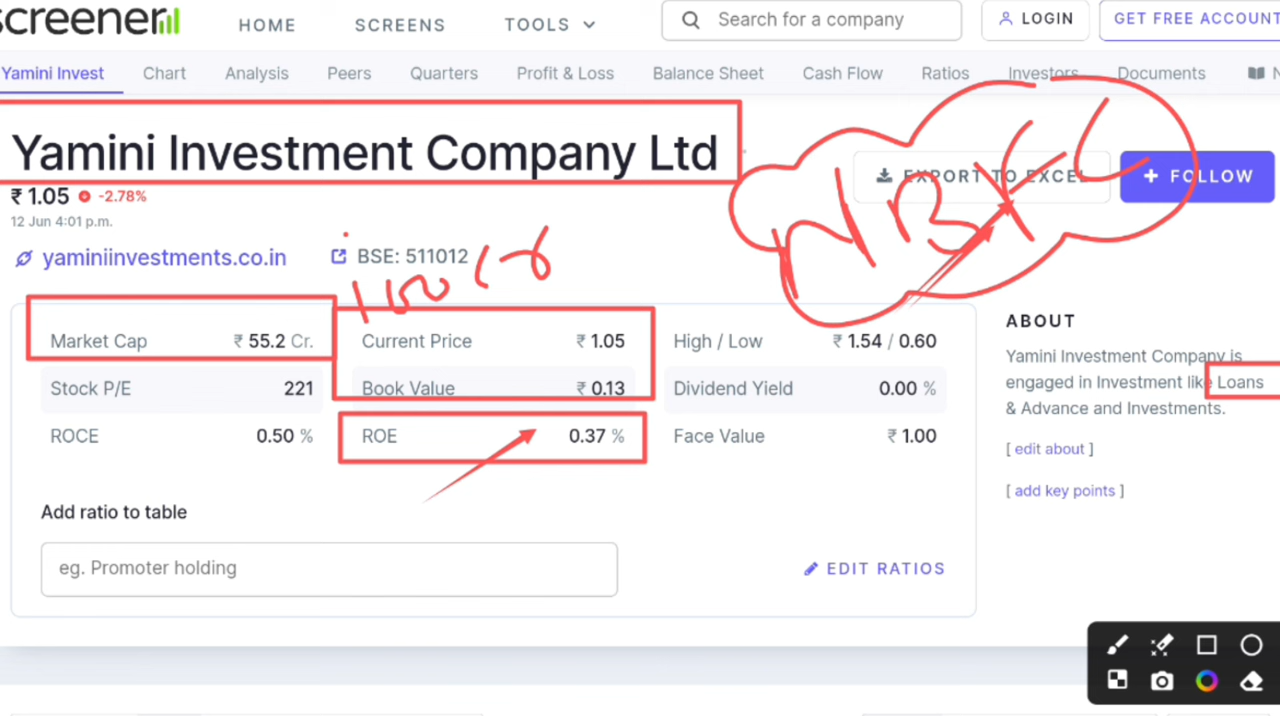 screener
HOME SCREENS TOOLS
Search for a company
LOGIN
GET FREE ACCOUNT
Yamini Invest Chart Analysis Peers Quarters Profit & Loss Balance Sheet Cash Flow Ratios Investors Documents N
Yamini Investment Company Ltd
EXPORT TO EXCEL
+ FOLLOW
NBFC
₹ 1.05 -2.78%
12 Jun 4:01 p.m.
yaminiinvestments.co.in BSE: 511012
Market Cap ₹ 55.2 Cr.
Current Price ₹ 1.05
High / Low ₹ 1.54 / 0.60
Stock P/E 221
Book Value ₹ 0.13
Dividend Yield 0.00 %
ROCE 0.50 %
ROE 0.37 %
Face Value ₹ 1.00
Add ratio to table
eg. Promoter holding
EDIT RATIOS
ABOUT
Yamini Investment Company is
engaged in Investment like Loans
& Advance and Investments.
[ edit about ]
[ add key points ]